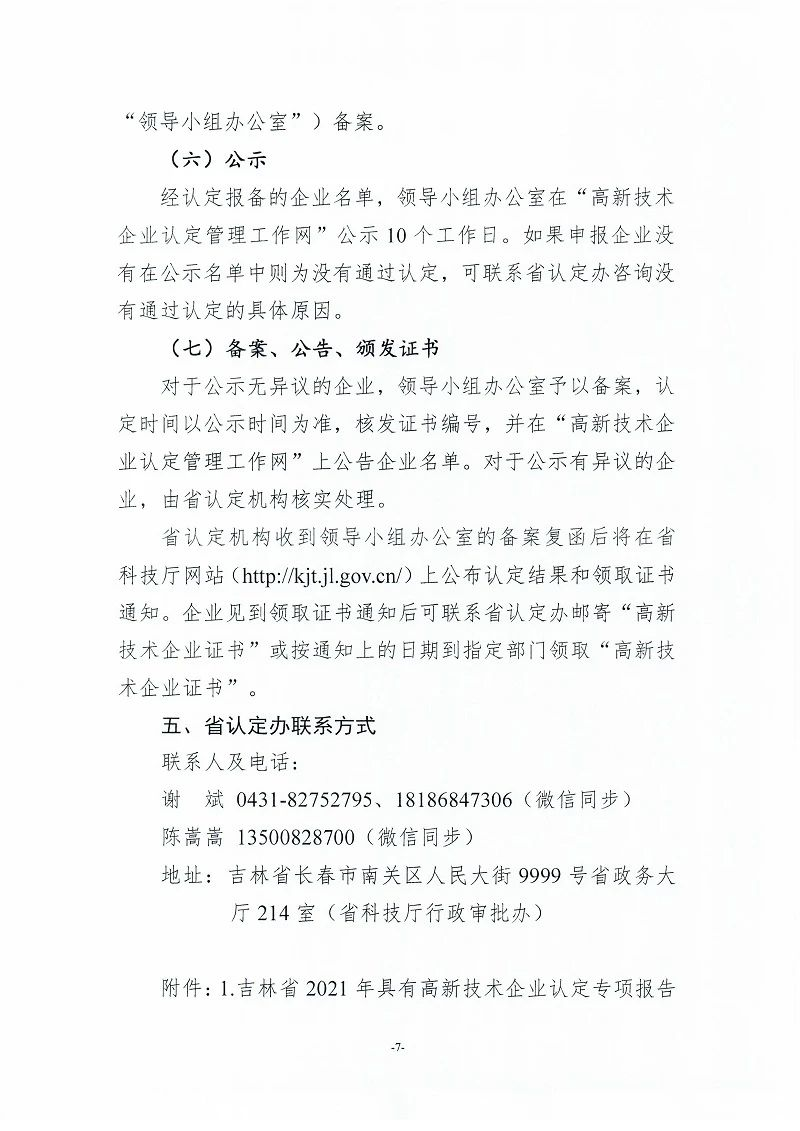 “领导小组办公室”）备案。
（六）公示
经认定报备的企业名单，领导小组办公室在“高新技术
企业认定管理工作网”公示 10 个工作日。如果申报企业没
有在公示名单中则为没有通过认定，可联系省认定办咨询没
有通过认定的具体原因。
（七）备案、公告、颁发证书
对于公示无异议的企业，领导小组办公室予以备案，认
定时间以公示时间为准，核发证书编号，并在“高新技术企
业认定管理工作网”上公告企业名单。对于公示有异议的企
业，由省认定机构核实处理。
省认定机构收到领导小组办公室的备案复函后将在省
科技厅网站（http://kjt.jl.gov.cn/）上公布认定结果和领取证书
通知。企业见到领取证书通知后可联系省认定办邮寄“高新
技术企业证书”或按通知上的日期到指定部门领取“高新技
术企业证书”。
五、省认定办联系方式
联系人及电话：
谢　斌 0431-82752795、18186847306（微信同步）
陈嵩嵩 13500828700（微信同步）
地址：吉林省长春市南关区人民大街 9999 号省政务大
厅 214 室（省科技厅行政审批办）
附件：1.吉林省 2021 年具有高新技术企业认定专项报告
-7-